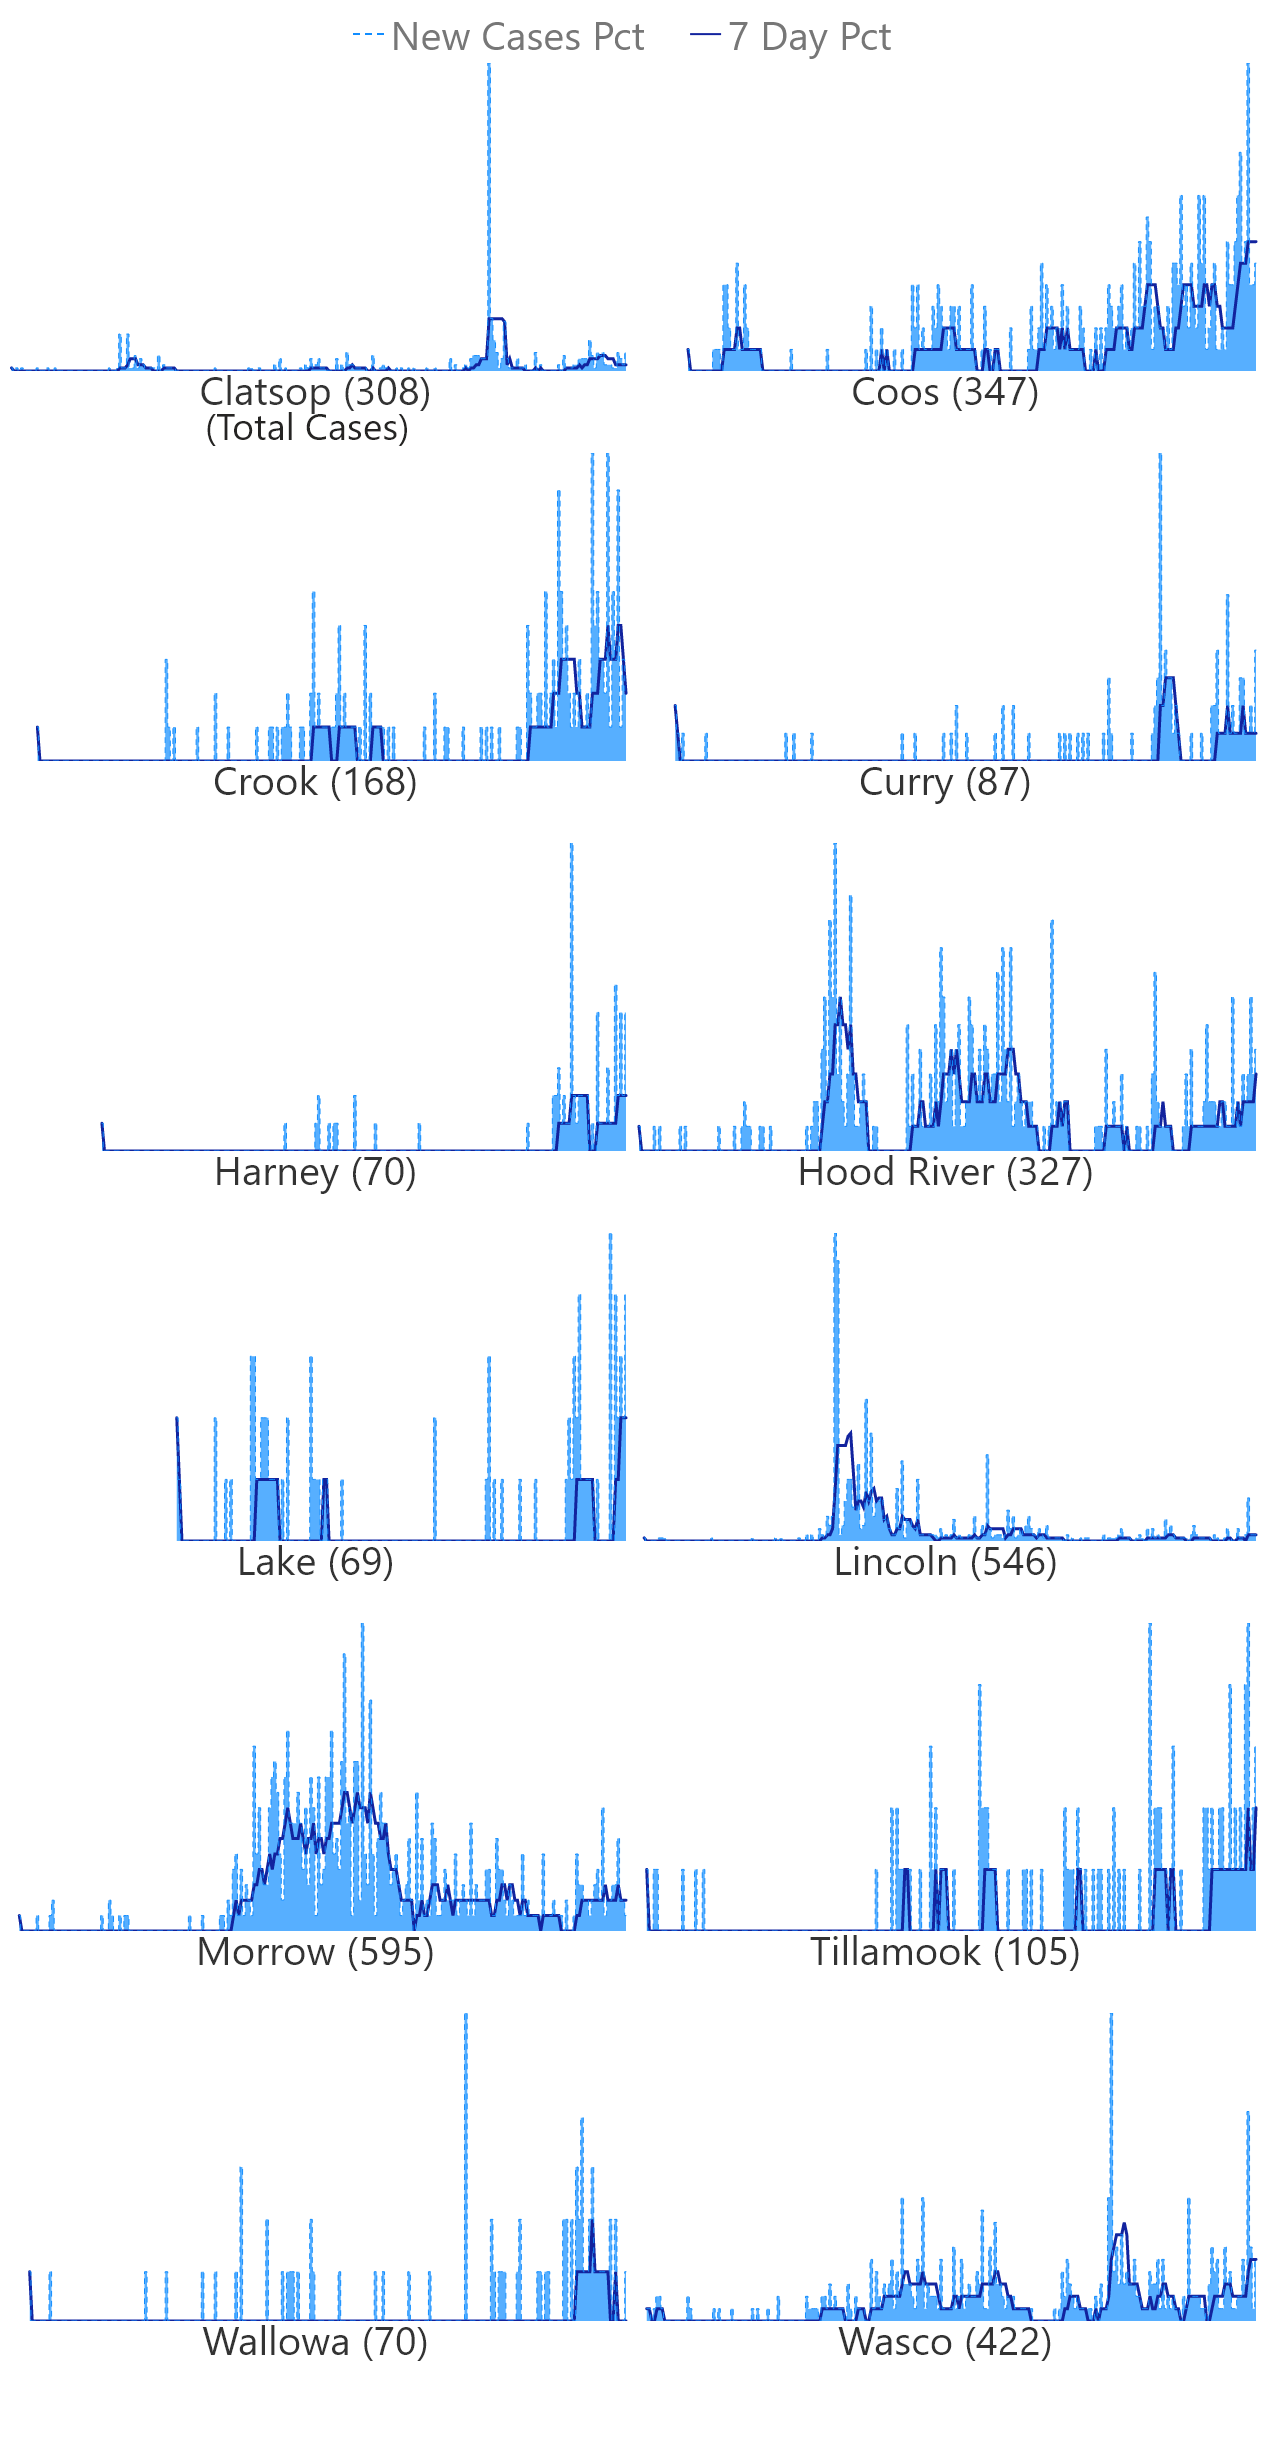 New Cases Pct 7 Day Pct
Clatsop (308) Coos (347)
(Total Cases)
Crook (168) Curry (87)
Harney (70) Hood River (327)
Lake (69) Lincoln (546)
Morrow (595) Tillamook (105)
Wallowa (70) Wasco (422)